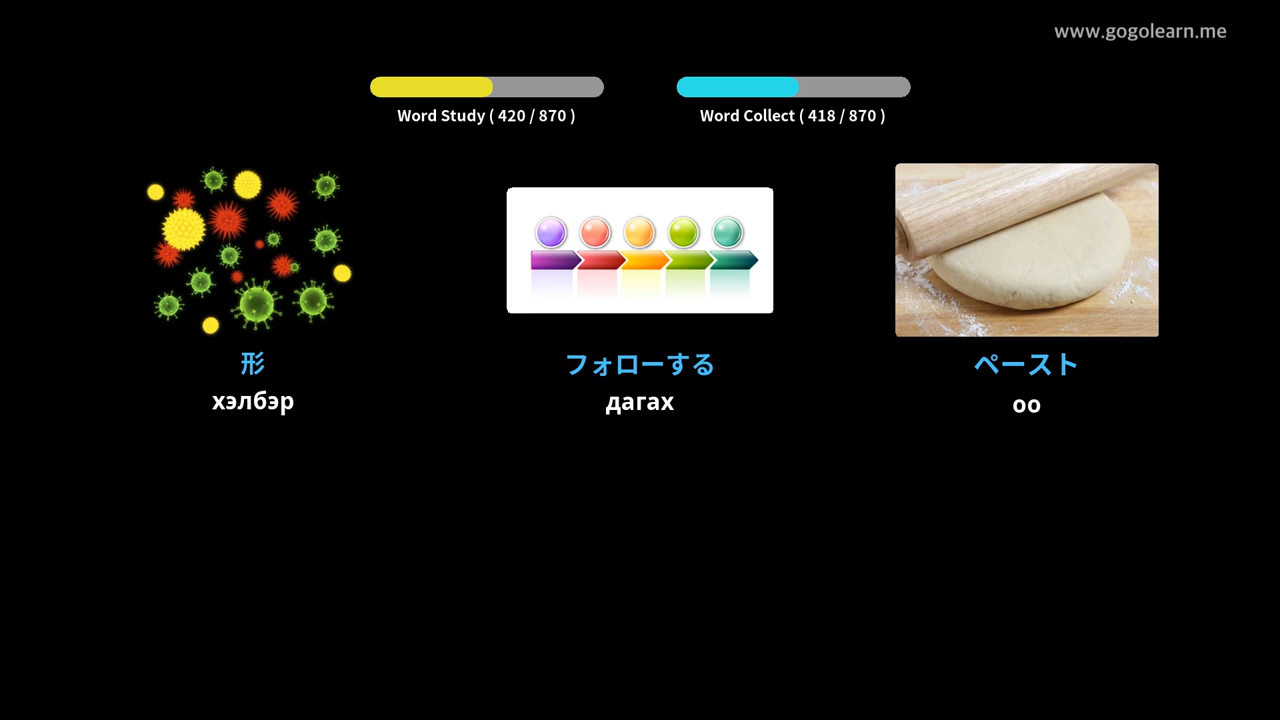 www.gogolearn.me
Word Study ( 420 / 870 )
Word Collect ( 418 / 870 )
形
хэлбэр
フォローする
дагах
ペースト
оо